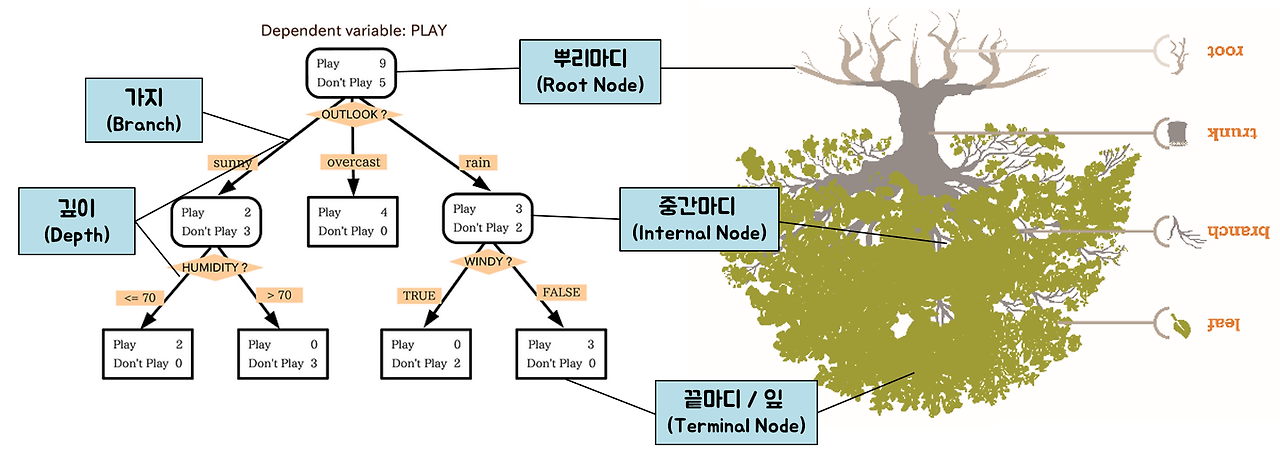 Dependent variable: PLAY
Play 9
Don't Play 5
뿌리마디
(Root Node)
root
가지
(Branch)
OUTLOOK ?
trunk
sunny
overcast
rain
깊이
(Depth)
Play 2
Don't Play 3
Play 4
Don't Play 0
Play 3
Don't Play 2
중간마디
(Internal Node)
branch
HUMIDITY ?
WINDY ?
<= 70
> 70
TRUE
FALSE
leaf
Play 2
Don't Play 0
Play 0
Don't Play 3
Play 0
Don't Play 2
Play 3
Don't Play 0
끝마디 / 잎
(Terminal Node)